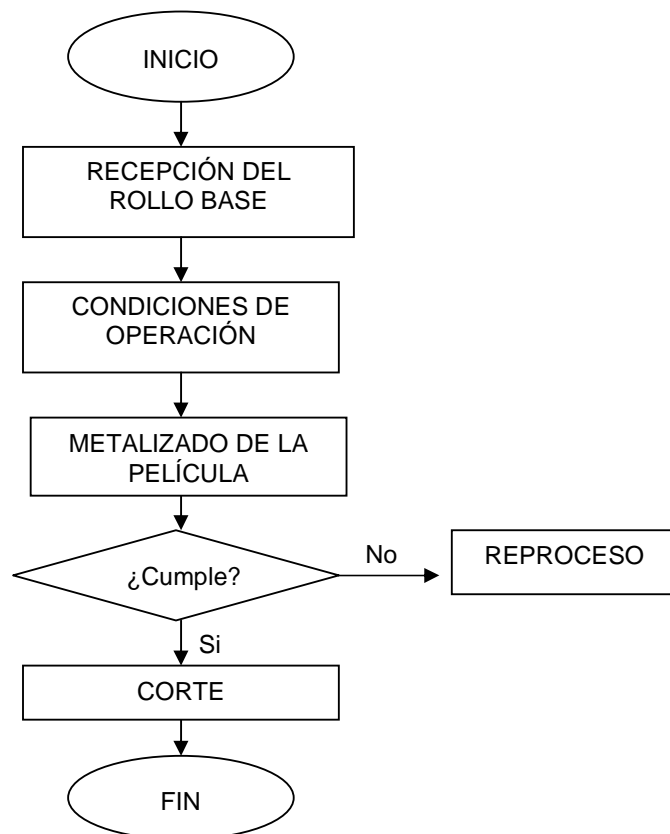 INICIO
RECEPCIÓN DEL
ROLLO BASE
CONDICIONES DE
OPERACIÓN
METALIZADO DE LA
PELÍCULA
¿Cumple?
No
REPROCESO
Si
CORTE
FIN